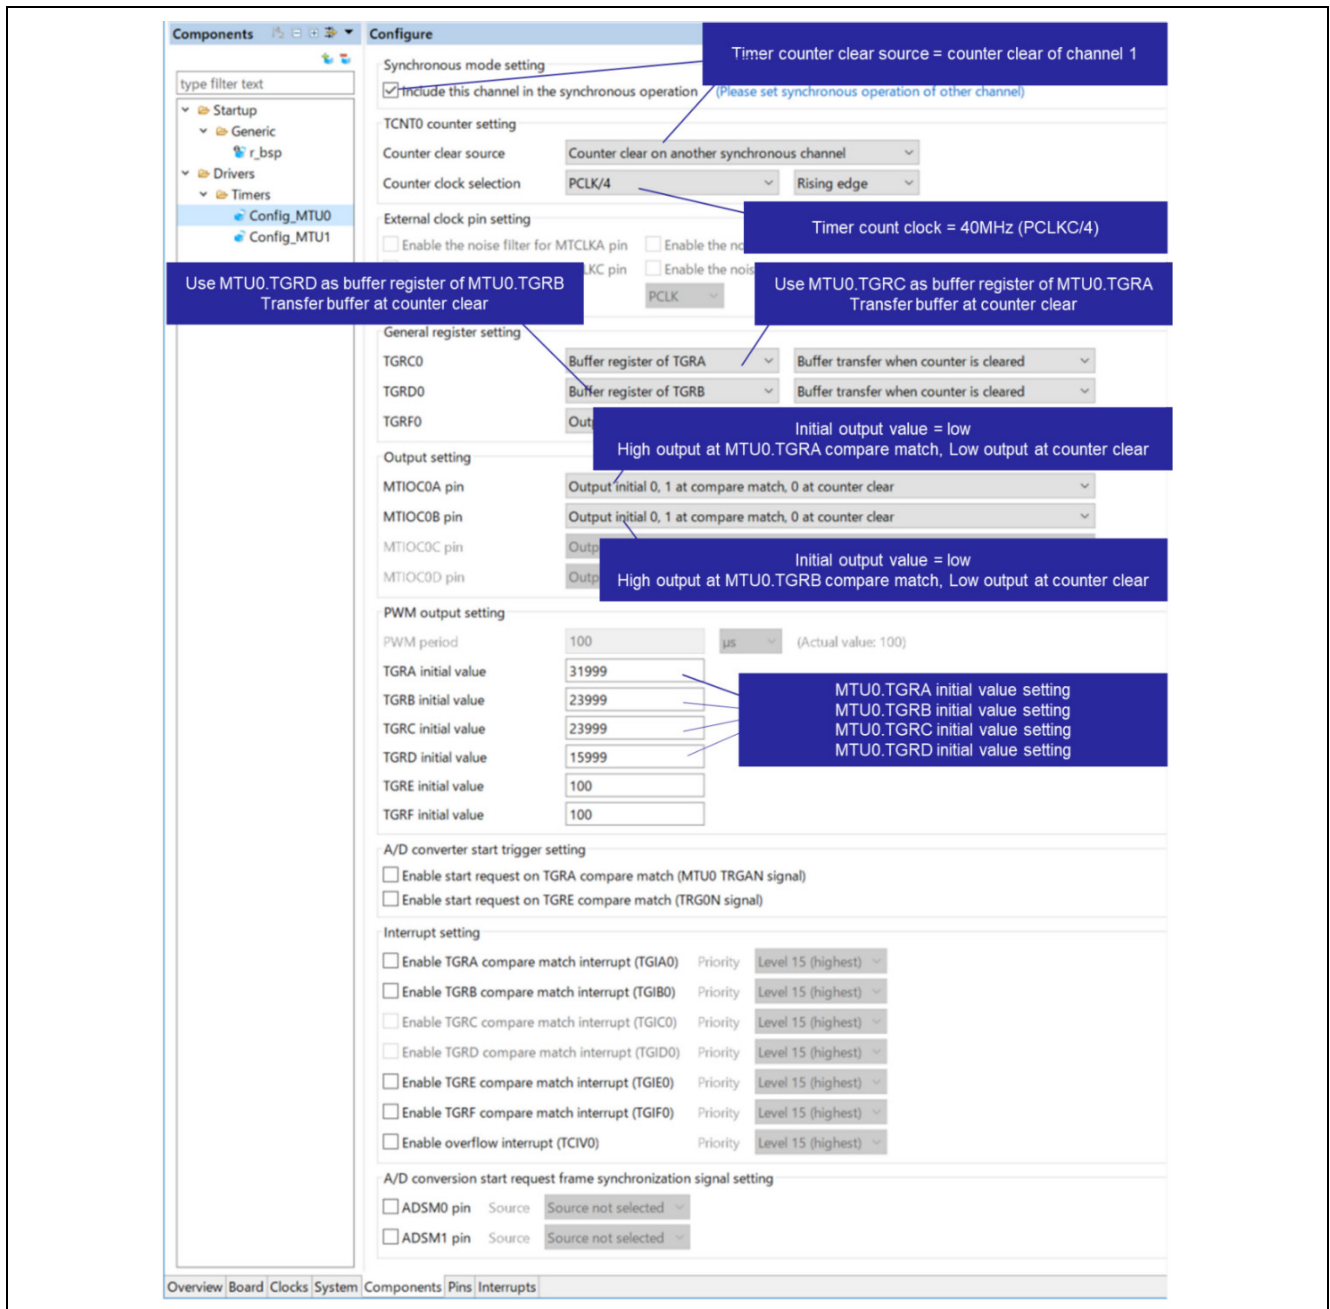 Components
Configure
Timer counter clear source = counter clear of channel 1
Synchronous mode setting
type filter text
Include this channel in the synchronous operation (Please set synchronous operation of other channel)
Startup
TCNT0 counter setting
Generic
r_bsp
Counter clear source Counter clear on another synchronous channel
Drivers
Counter clock selection PCLK/4 Rising edge
Timers
Config_MTU0
External clock pin setting
Timer count clock = 40MHz (PCLKC/4)
Config_MTU1
Enable the noise filter for MTCLKA pin Enable the no
LKC pin Enable the nois
Use MTU0.TGRD as buffer register of MTU0.TGRB
Transfer buffer at counter clear
PCLK
Use MTU0.TGRC as buffer register of MTU0.TGRA
Transfer buffer at counter clear
General register setting
TGRC0 Buffer register of TGRA Buffer transfer when counter is cleared
TGRD0 Buffer register of TGRB Buffer transfer when counter is cleared
TGRF0 Out
Initial output value = low
High output at MTU0.TGRA compare match, Low output at counter clear
Output setting
MTIOC0A pin Output initial 0, 1 at compare match, 0 at counter clear
MTIOC0B pin Output initial 0, 1 at compare match, 0 at counter clear
MTIOC0C pin Outp
MTIOC0D pin Outp
Initial output value = low
High output at MTU0.TGRB compare match, Low output at counter clear
PWM output setting
PWM period 100 µs (Actual value: 100)
TGRA initial value 31999
TGRB initial value 23999
TGRC initial value 23999
TGRD initial value 15999
MTU0.TGRA initial value setting
MTU0.TGRB initial value setting
MTU0.TGRC initial value setting
MTU0.TGRD initial value setting
TGRE initial value 100
TGRF initial value 100
A/D converter start trigger setting
Enable start request on TGRA compare match (MTU0 TRGAN signal)
Enable start request on TGRE compare match (TRG0N signal)
Interrupt setting
Enable TGRA compare match interrupt (TGIA0) Priority Level 15 (highest)
Enable TGRB compare match interrupt (TGIB0) Priority Level 15 (highest)
Enable TGRC compare match interrupt (TGIC0) Priority Level 15 (highest)
Enable TGRD compare match interrupt (TGID0) Priority Level 15 (highest)
Enable TGRE compare match interrupt (TGIE0) Priority Level 15 (highest)
Enable TGRF compare match interrupt (TGIF0) Priority Level 15 (highest)
Enable overflow interrupt (TCIV0) Priority Level 15 (highest)
A/D conversion start request frame synchronization signal setting
ADSM0 pin Source Source not selected
ADSM1 pin Source Source not selected
Overview Board Clocks System Components Pins Interrupts